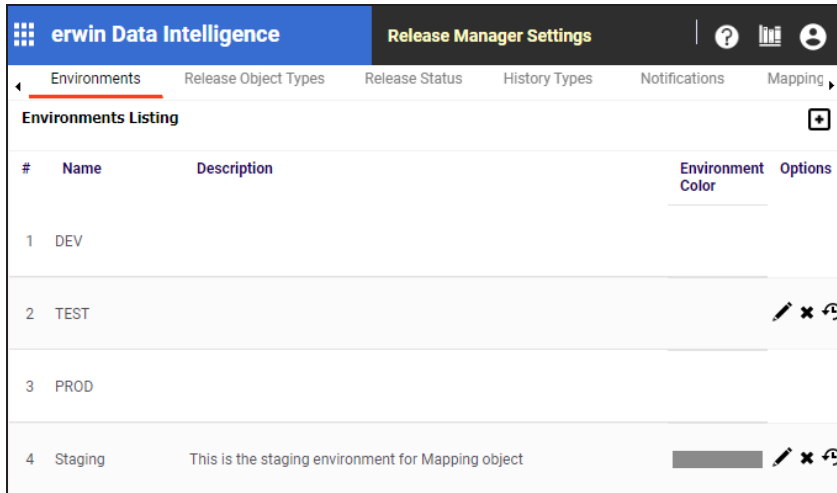 erwin Data Intelligence
Release Manager Settings
Environments Release Object Types Release Status History Types Notifications Mapping
Environments Listing
# Name Description Environment Color Options
1 DEV
2 TEST
3 PROD
4 Staging This is the staging environment for Mapping object